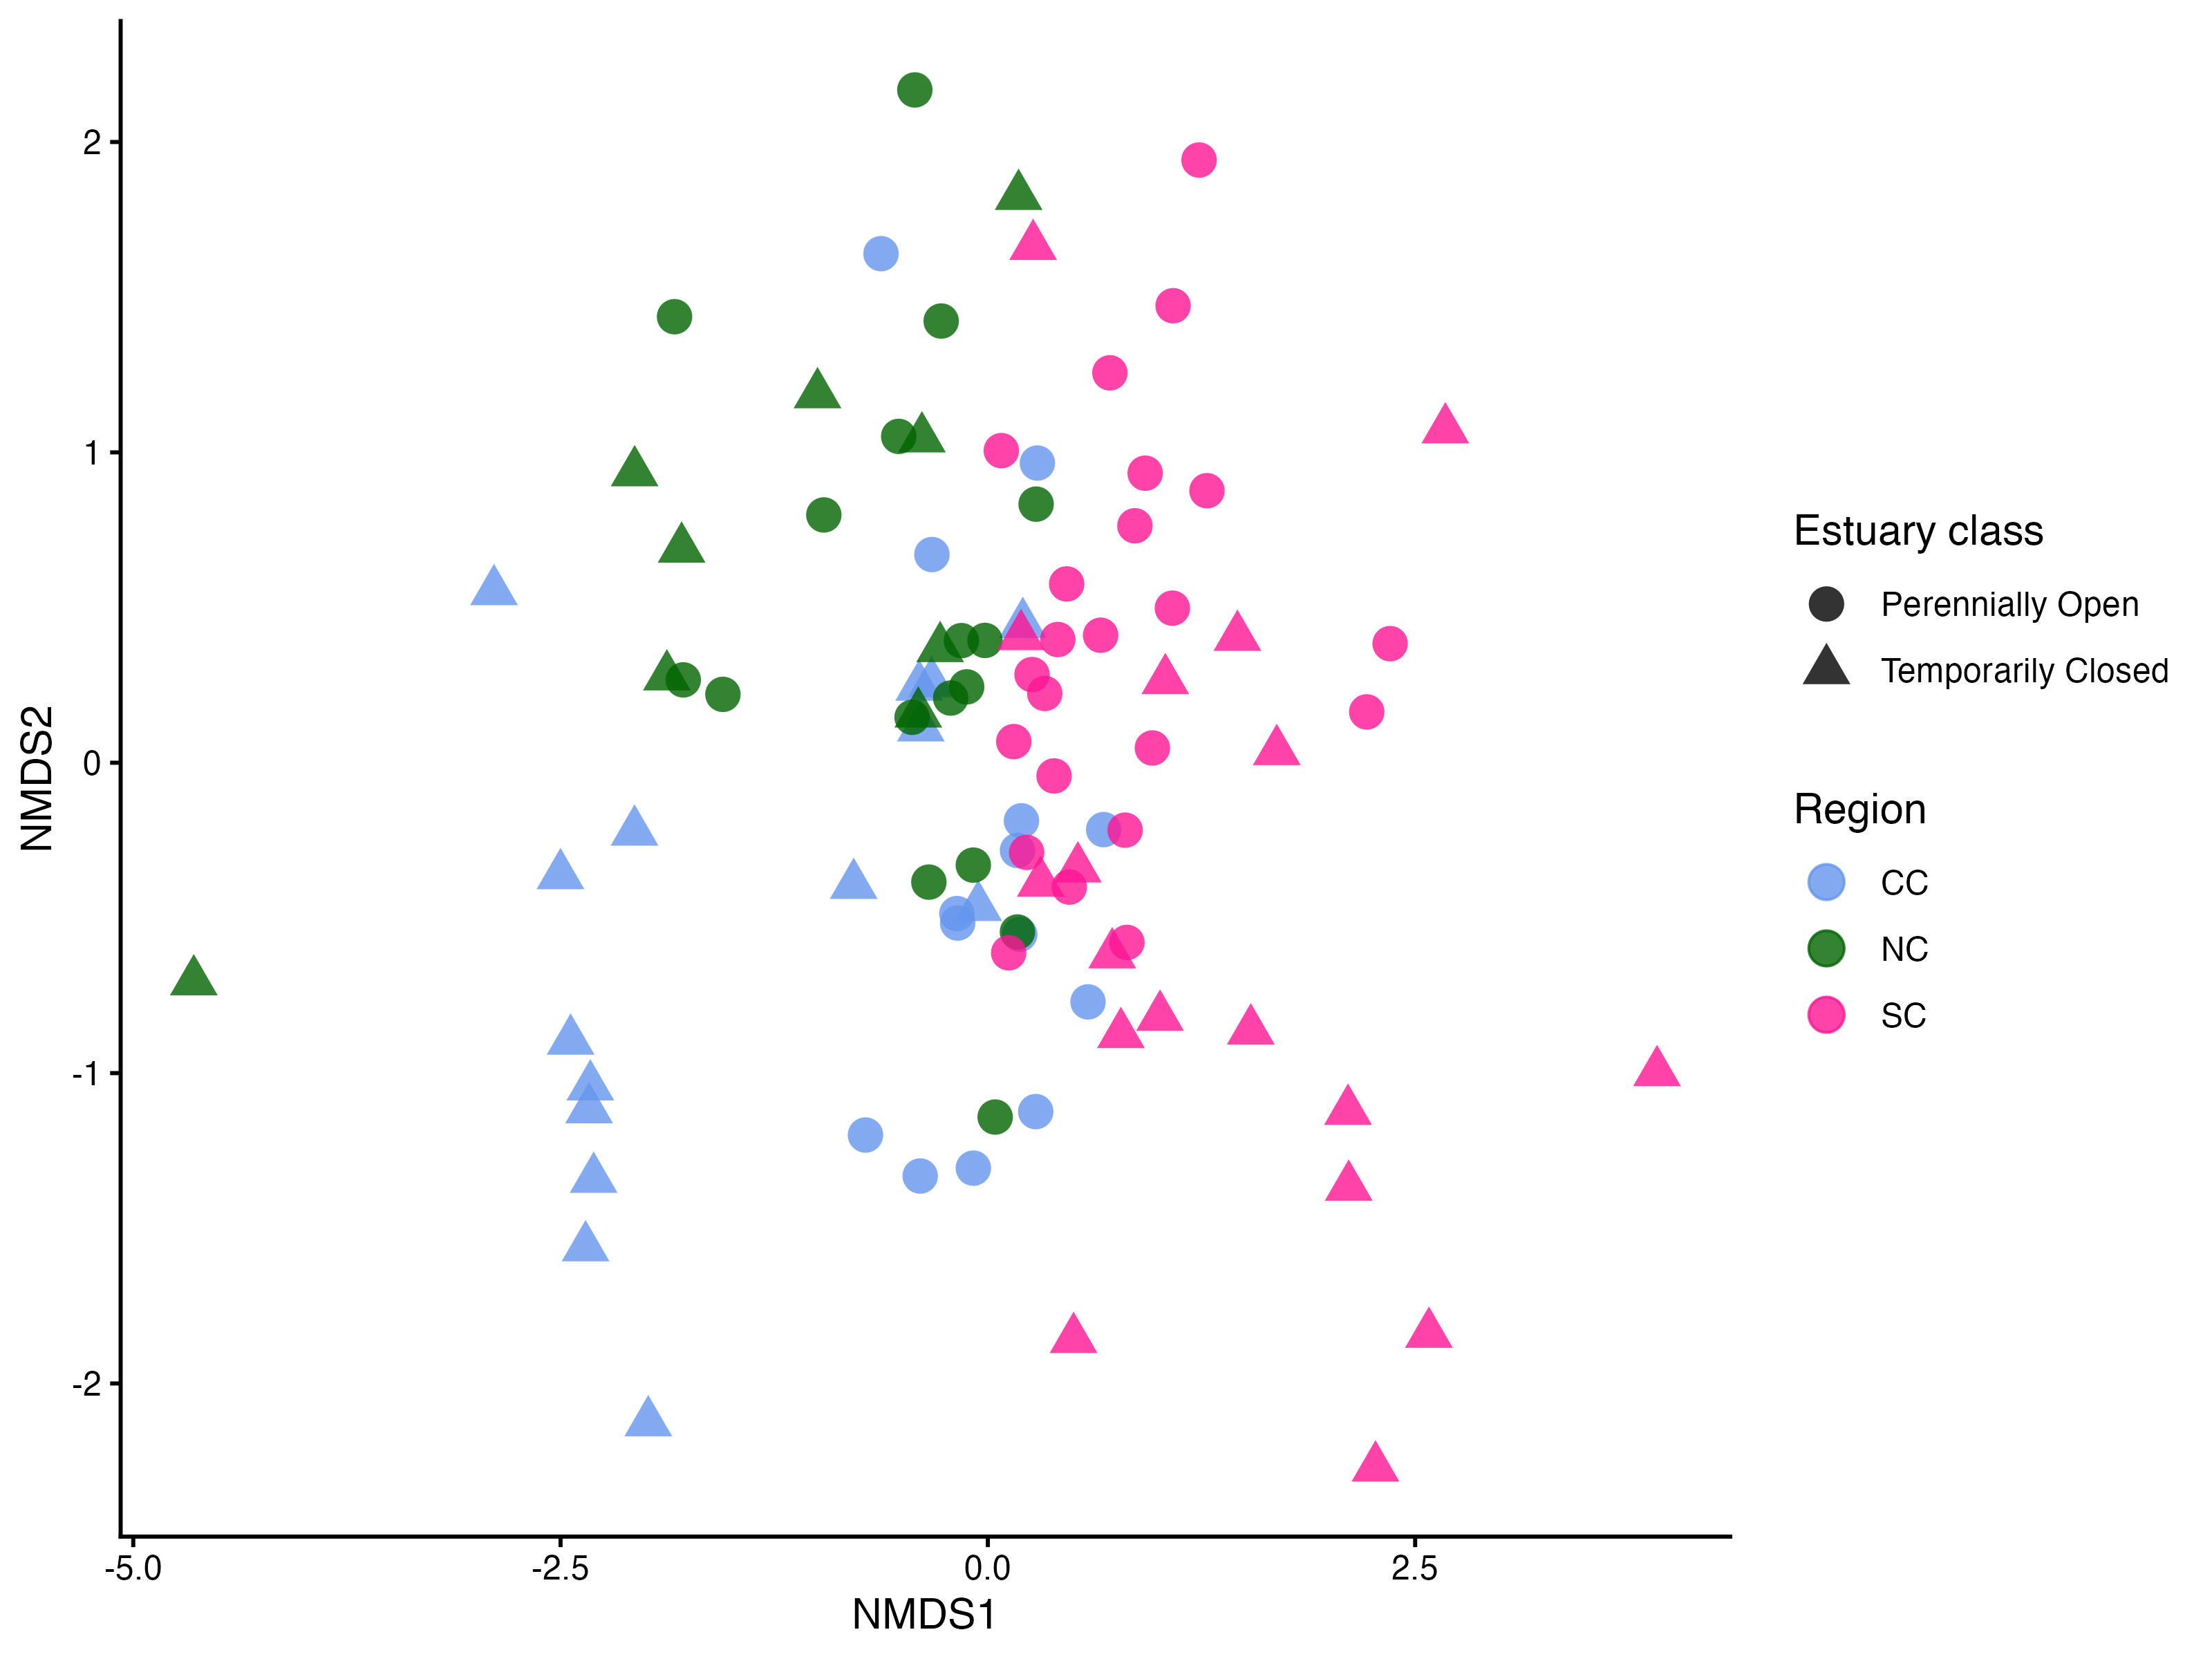 2
1
0
-1
-2
NMDS2
-5.0
-2.5
0.0
2.5
NMDS1
Estuary class
Perennially Open
Temporarily Closed
Region
CC
NC
SC